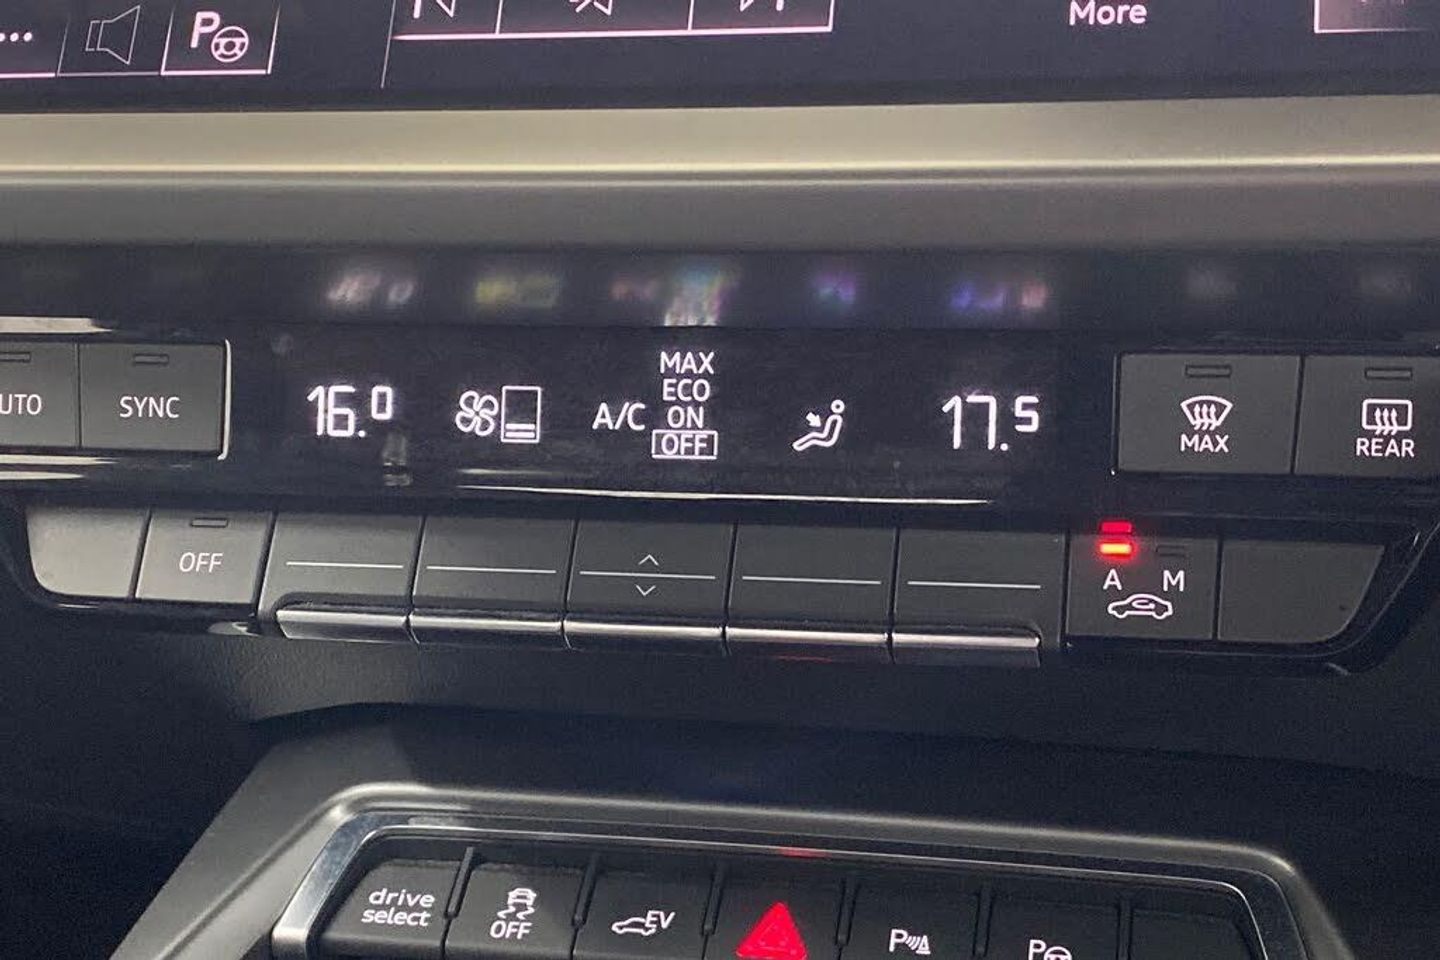 P
More
MAX
ECO
UTO
SYNC
16.0
A/C
ON
17.5
OFF
MAX
REAR
OFF
A M
drive
select
OFF
EV
P
P